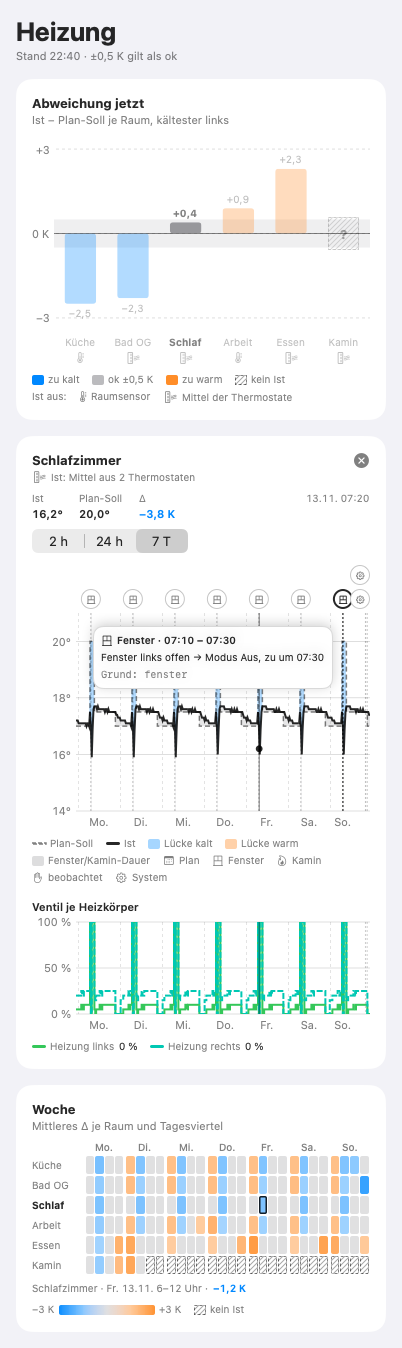 Heizung
Stand 22:40 · ±0,5 K gilt als ok
Abweichung jetzt
Ist – Plan-Soll je Raum, kältester links
+3
+2,3
+0,9
+0,4
0 K
?
−2,5
−2,3
−3
Küche Bad OG Schlaf Arbeit Essen Kamin
zu kalt ok ±0,5 K zu warm kein Ist
Ist aus: Raumsensor Mittel der Thermostate
Schlafzimmer
Ist: Mittel aus 2 Thermostaten
Ist Plan-Soll Δ 13.11. 07:20
16,2° 20,0° −3,8 K
2 h 24 h 7 T
20°
Fenster · 07:10 – 07:30
Fenster links offen → Modus Aus, zu um 07:30
Grund: fenster
18°
16°
14°
Mo. Di. Mi. Do. Fr. Sa. So.
Plan-Soll Ist Lücke kalt Lücke warm
Fenster/Kamin-Dauer Plan Fenster Kamin
beobachtet System
Ventil je Heizkörper
100 %
50 %
0 %
Mo. Di. Mi. Do. Fr. Sa. So.
Heizung links 0 % Heizung rechts 0 %
Woche
Mittleres Δ je Raum und Tagesviertel
Mo. Di. Mi. Do. Fr. Sa. So.
Küche
Bad OG
Schlaf
Arbeit
Essen
Kamin
Schlafzimmer · Fr. 13.11. 6–12 Uhr · −1,2 K
−3 K +3 K kein Ist